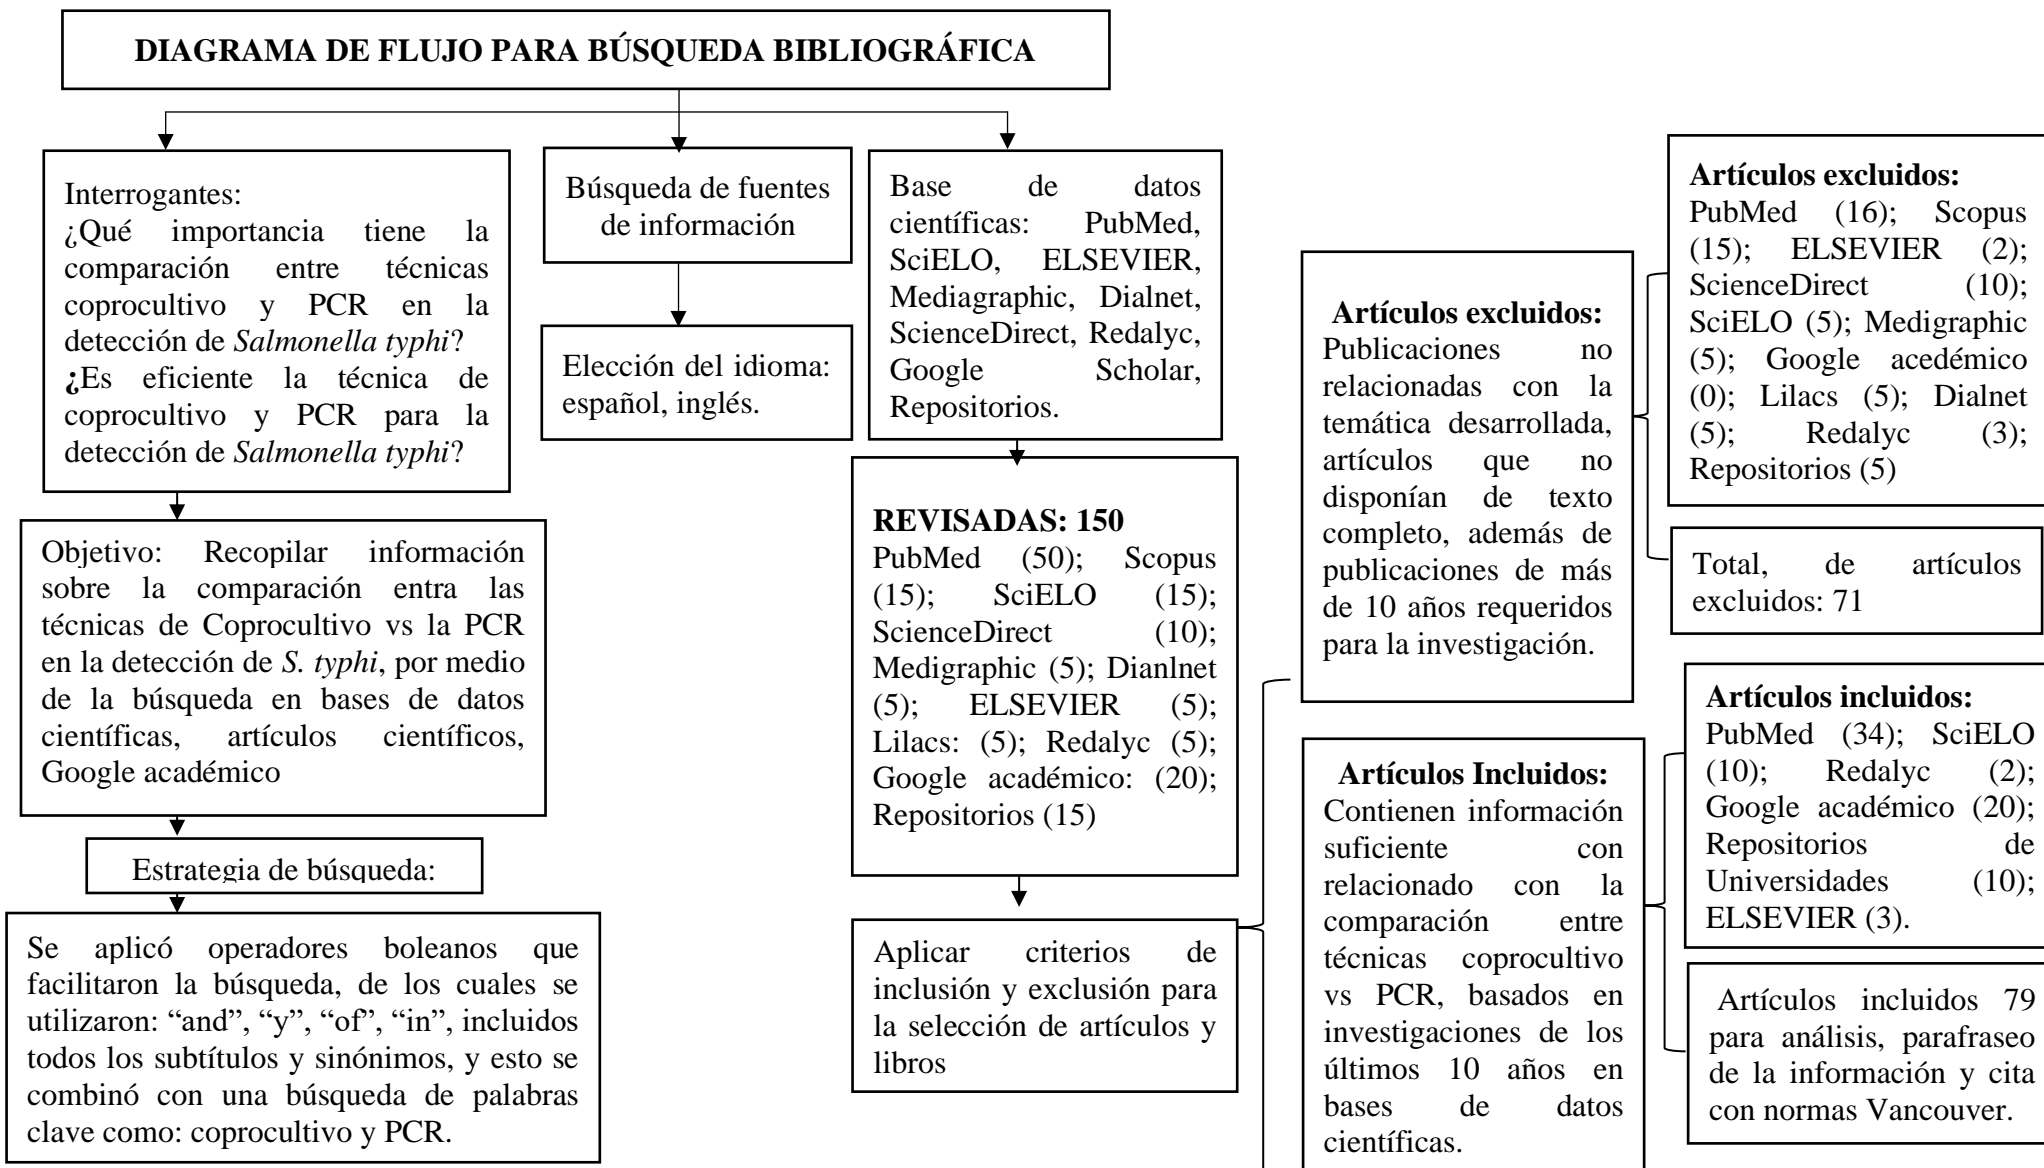 DIAGRAMA DE FLUJO PARA BÚSQUEDA BIBLIOGRÁFICA
Interrogantes:
¿Qué importancia tiene la
comparación entre técnicas
coprocultivo y PCR en la
detección de Salmonella typhi?
¿Es eficiente la técnica de
coprocultivo y PCR para la
detección de Salmonella typhi?
Objetivo: Recopilar información
sobre la comparación entra las
técnicas de Coprocultivo vs la PCR
en la detección de S. typhi, por medio
de la búsqueda en bases de datos
científicas, artículos científicos,
Google académico
Estrategia de búsqueda:
Se aplicó operadores boleanos que
facilitaron la búsqueda, de los cuales se
utilizaron: “and”, “y”, “of”, “in”, incluidos
todos los subtítulos y sinónimos, y esto se
combinó con una búsqueda de palabras
clave como: coprocultivo y PCR.
Búsqueda de fuentes
de información
Elección del idioma:
español, inglés.
Base de datos
científicas: PubMed,
SciELO, ELSEVIER,
Mediagraphic, Dialnet,
ScienceDirect, Redalyc,
Google Scholar,
Repositorios.
REVISADAS: 150
PubMed (50); Scopus
(15); SciELO (15);
ScienceDirect (10);
Medigraphic (5); Dianlnet
(5); ELSEVIER (5);
Lilacs: (5); Redalyc (5);
Google académico: (20);
Repositorios (15)
Aplicar criterios de
inclusión y exclusión para
la selección de artículos y
libros
Artículos excluidos:
Publicaciones no
relacionadas con la
temática desarrollada,
artículos que no
disponían de texto
completo, además de
publicaciones de más
de 10 años requeridos
para la investigación.
Artículos Incluidos:
Contienen información
suficiente con
relacionado con la
comparación entre
técnicas coprocultivo
vs PCR, basados en
investigaciones de los
últimos 10 años en
bases de datos
científicas.
Artículos excluidos:
PubMed (16); Scopus
(15); ELSEVIER (2);
ScienceDirect (10);
SciELO (5); Medigraphic
(5); Google acedémico
(0); Lilacs (5); Dialnet
(5); Redalyc (3);
Repositorios (5)
Total, de artículos
excluidos: 71
Artículos incluidos:
PubMed (34); SciELO
(10); Redalyc (2);
Google académico (20);
Repositorios de
Universidades (10);
ELSEVIER (3).
Artículos incluidos 79
para análisis, parafraseo
de la información y cita
con normas Vancouver.